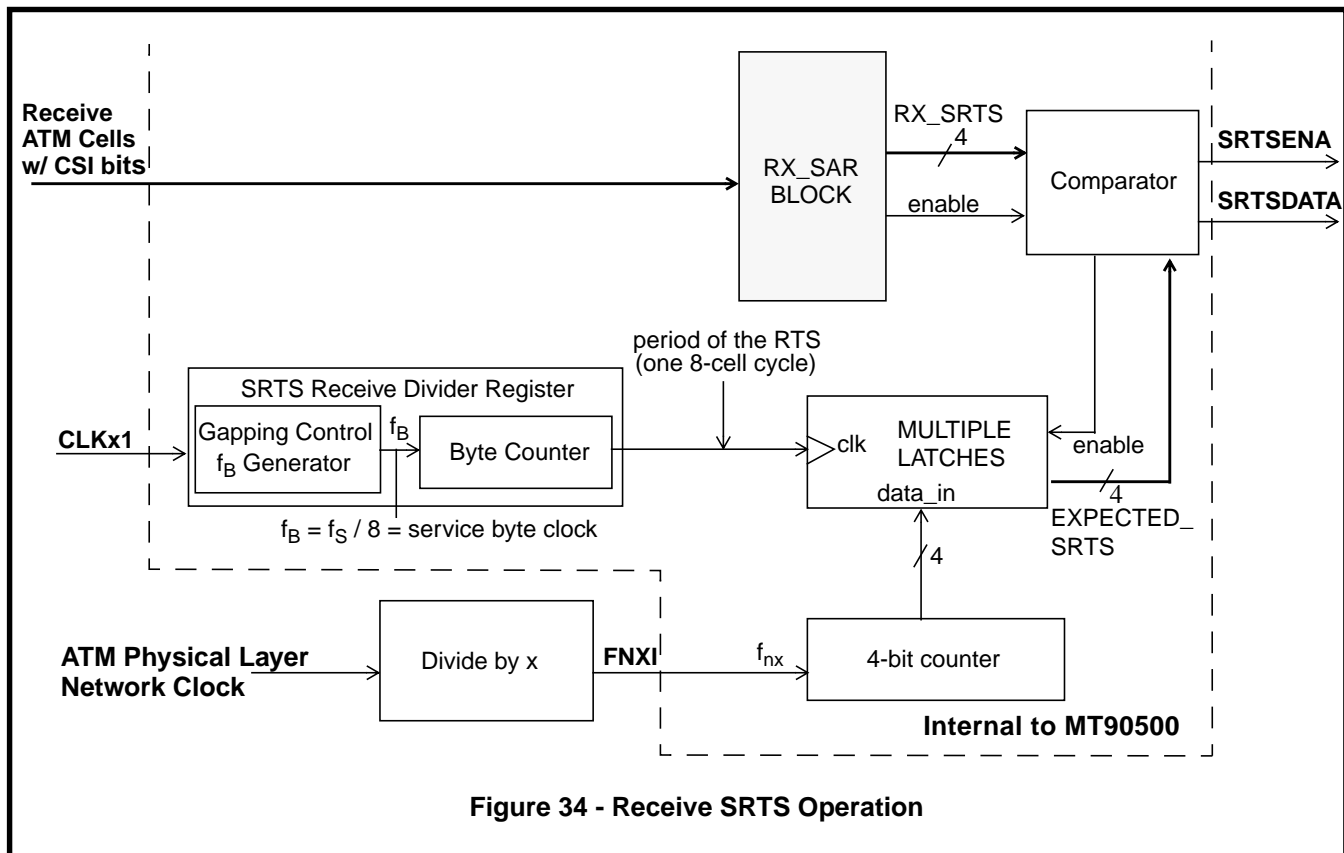 Receive
ATM Cells
w/ CSI bits
RX_SAR
BLOCK
RX_SRTS
4
enable
Comparator
SRTSENA
SRTSDATA
period of the RTS
(one 8-cell cycle)
SRTS Receive Divider Register
CLKx1
Gapping Control
fB Generator
fB
Byte Counter
fB = fS / 8 = service byte clock
clk
MULTIPLE
LATCHES
data_in
enable
4
EXPECTED_
SRTS
4
ATM Physical Layer
Network Clock
Divide by x
FNXI
fnx
4-bit counter
Internal to MT90500
Figure 34 - Receive SRTS Operation